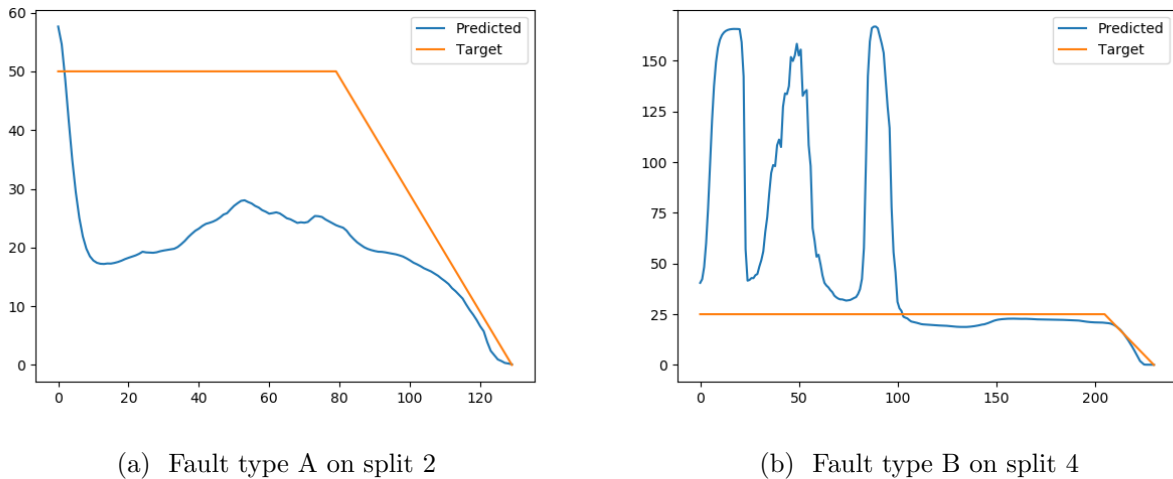 60
50
40
30
20
10
0
0 20 40 60 80 100 120
Predicted
Target
150
125
100
75
50
25
0
0 50 100 150 200
Predicted
Target
(a) Fault type A on split 2
(b) Fault type B on split 4